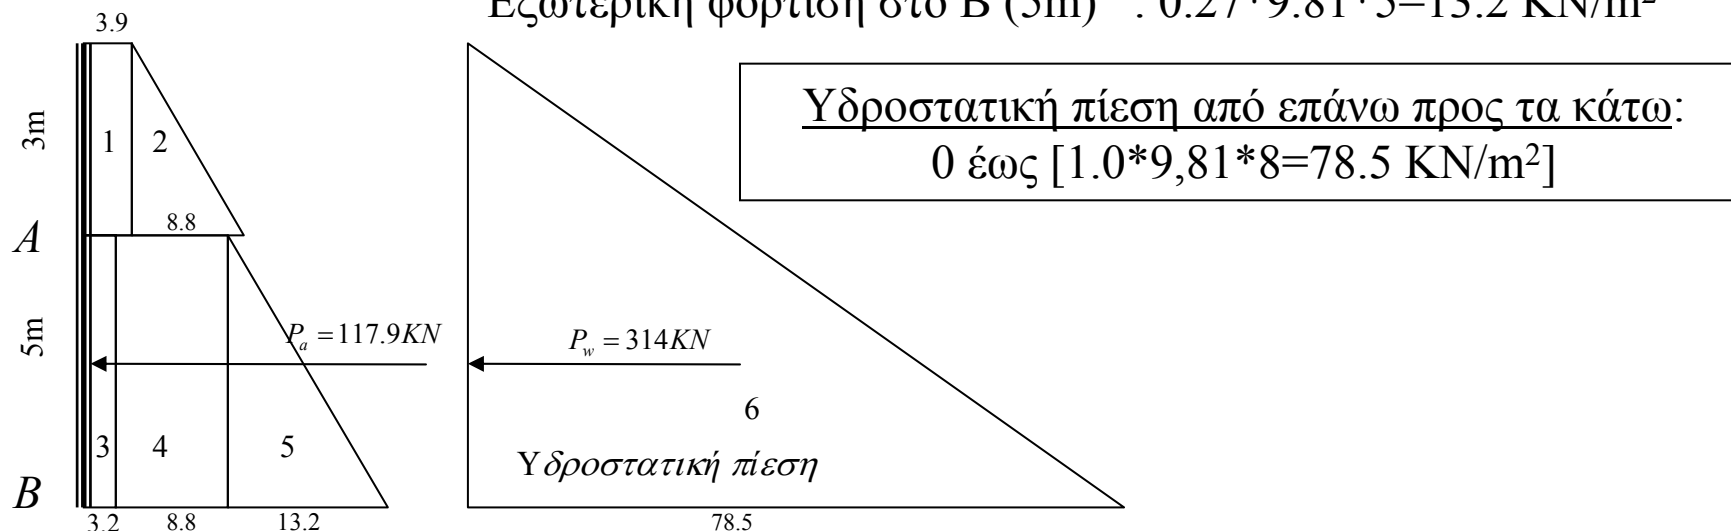 Εξωτερική φόρτιση στο Β (5m) : 0.27*9.81*5=13.2 KN/m²
3.9
Υδροστατική πίεση από επάνω προς τα κάτω:
0 έως [1.0*9,81*8=78.5 KN/m²]
3m
1
2
8.8
A
5m
P_a = 117.9KN
P_w = 314KN
6
3
4
5
Υδροστατική πίεση
B
3.2
8.8
13.2
78.5